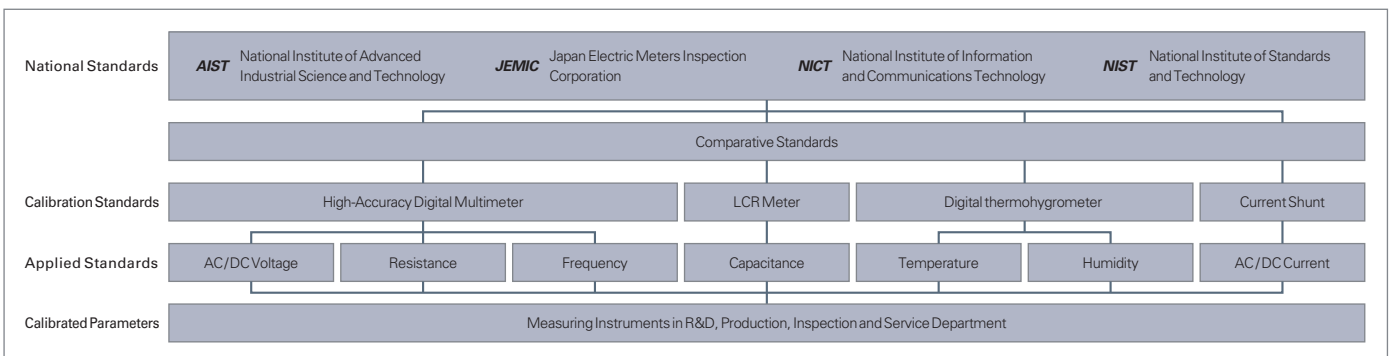 National Standards
AIST National Institute of Advanced
Industrial Science and Technology
JEMIC Japan Electric Meters Inspection
Corporation
NICT National Institute of Information
and Communications Technology
NIST National Institute of Standards
and Technology
Comparative Standards
Calibration Standards
High-Accuracy Digital Multimeter
LCR Meter
Digital thermohygrometer
Current Shunt
Applied Standards
AC/DC Voltage
Resistance
Frequency
Capacitance
Temperature
Humidity
AC/DC Current
Calibrated Parameters
Measuring Instruments in R&D, Production, Inspection and Service Department